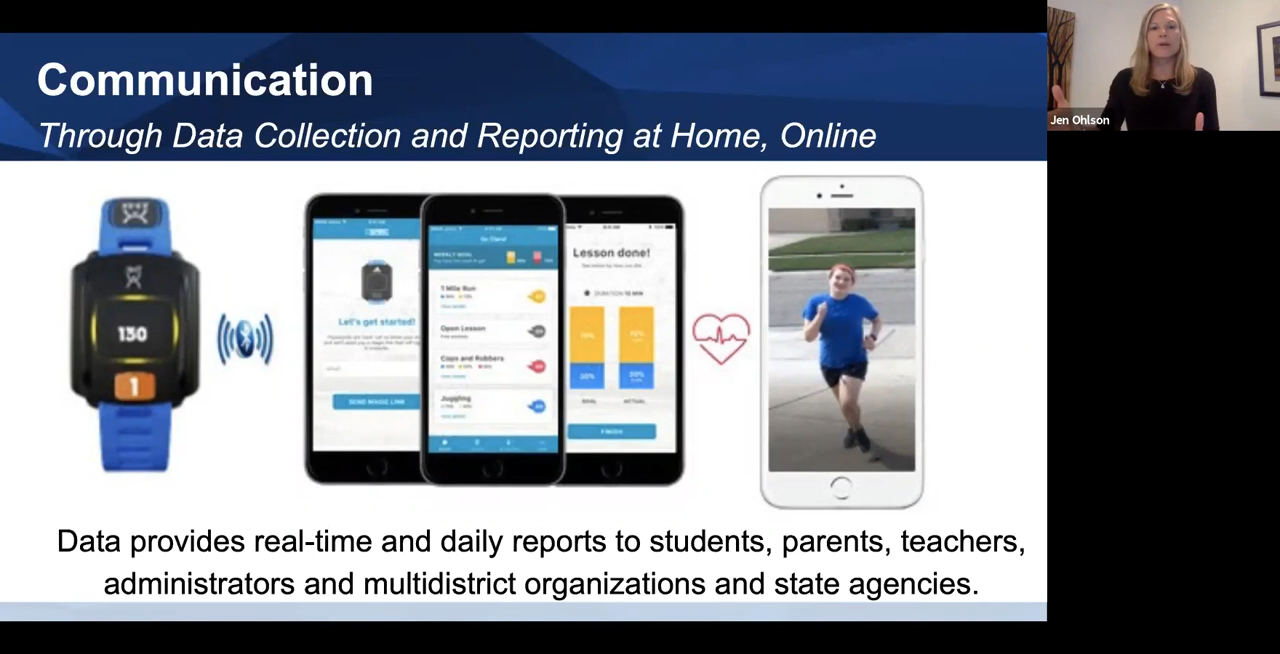 Communication
Through Data Collection and Reporting at Home, Online
Jen Ohlson
130
1
Let's get started!
SEND MAGIC LINK
WEEKLY GOAL
1 Mile Run
Open Lesson
Cops and Robbers
Juggling
Lesson done!
DURATION 10 MIN
30%
GOAL
ACTUAL
FINISH
Data provides real-time and daily reports to students, parents, teachers,
administrators and multidistrict organizations and state agencies.